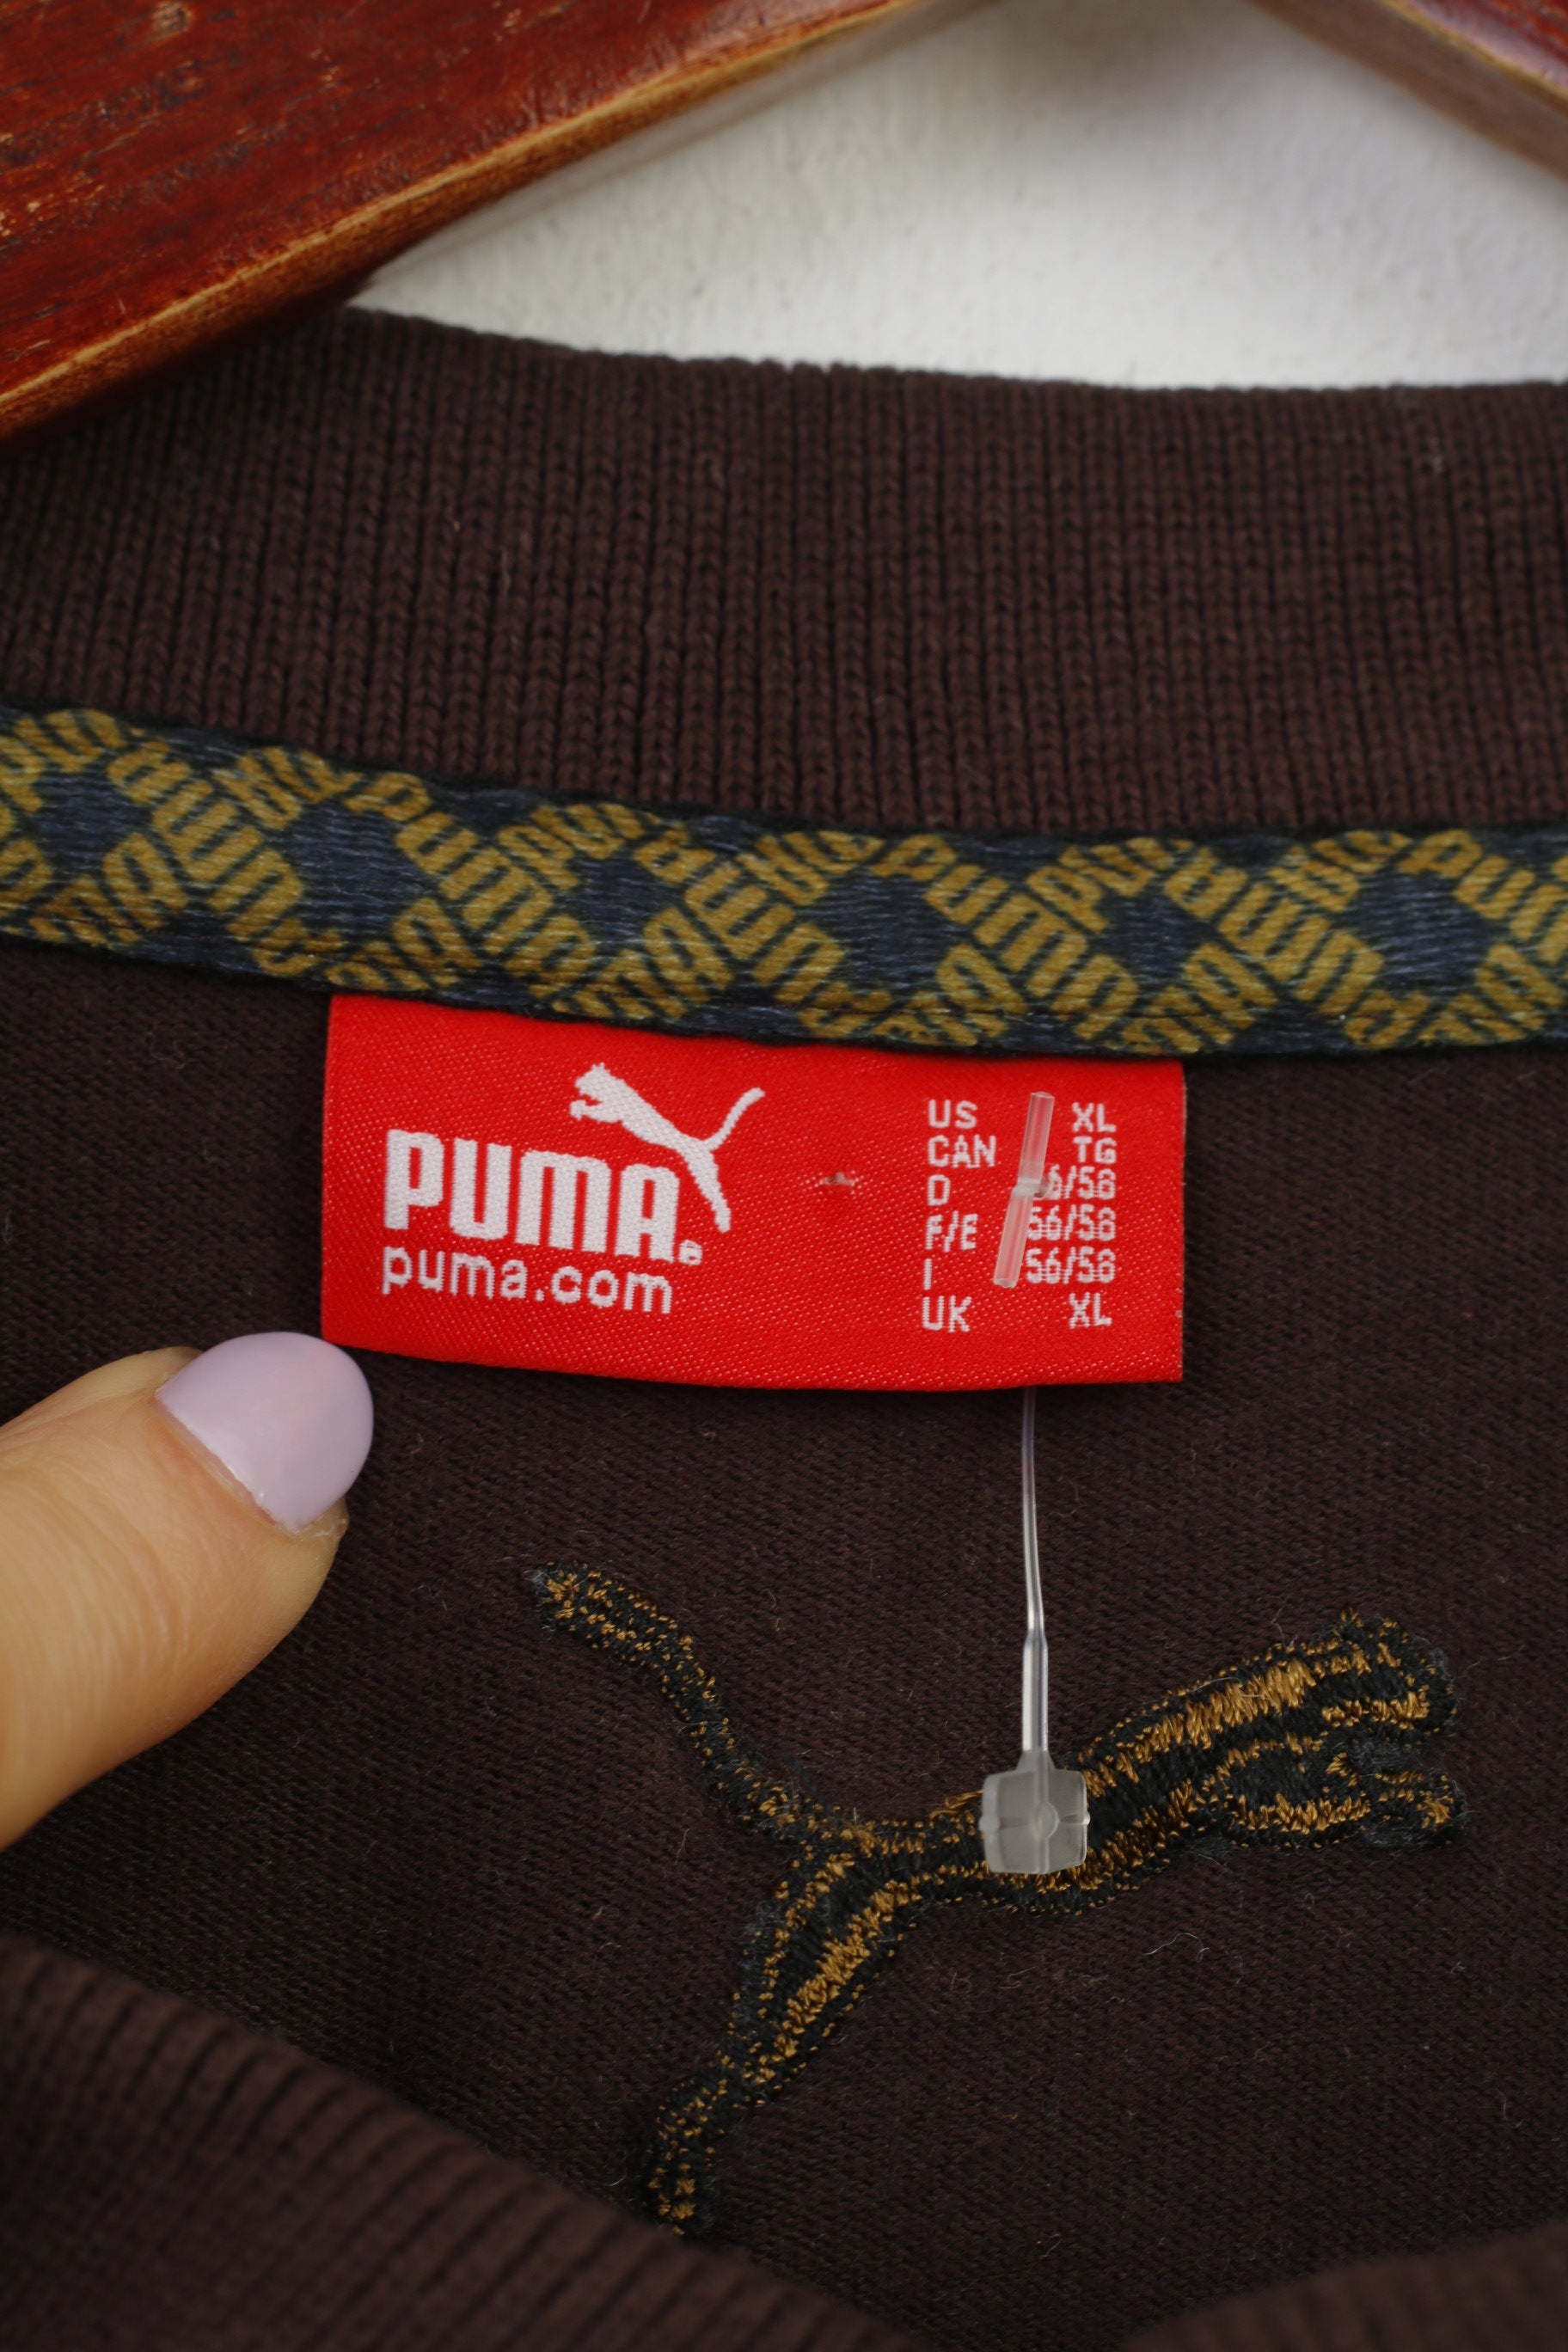 PUMA®
puma.com
US XL
CAN TG
D 56/58
F/E 56/58
I 56/58
UK XL